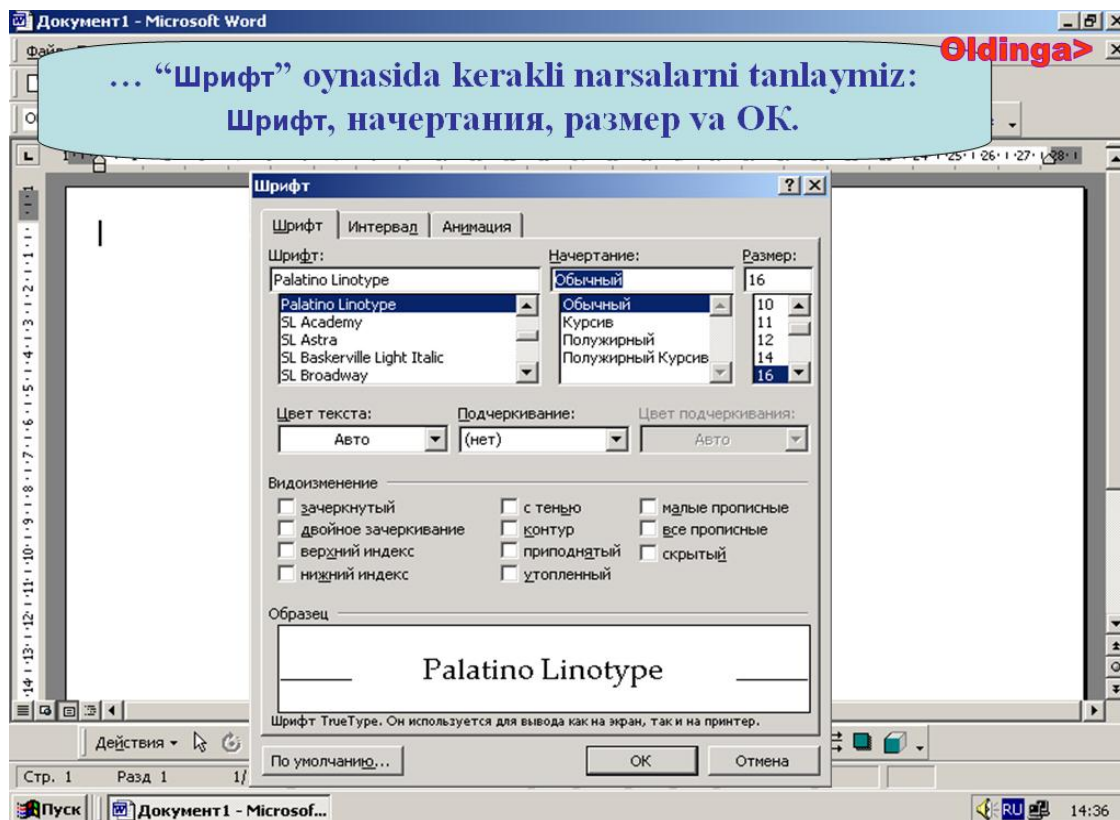 Документ1 - Microsoft Word
Oldinga>
… “Шрифт” oynasida kerakli narsalarni tanlaymiz:
Шрифт, начертания, размер va ОК.
Шрифт
Шрифт Интервал Анимация
Шрифт: Начертание: Размер:
Palatino Linotype Обычный 16
Palatino Linotype Обычный 10
SL Academy Курсив 11
SL Astra Полужирный 12
SL Baskerville Light Italic Полужирный Курсив 14
SL Broadway 16
Цвет текста: Подчеркивание: Цвет подчеркивания:
Авто (нет) Авто
Видоизменение
зачеркнутый с тенью малые прописные
двойное зачеркивание контур все прописные
верхний индекс приподнятый скрытый
нижний индекс утопленный
Образец
Palatino Linotype
Шрифт TrueType. Он используется для вывода как на экран, так и на принтер.
По умолчанию... ОК Отмена
Действия
Стр. 1 Разд 1 1/
Пуск Документ1 - Microsof... RU 14:36